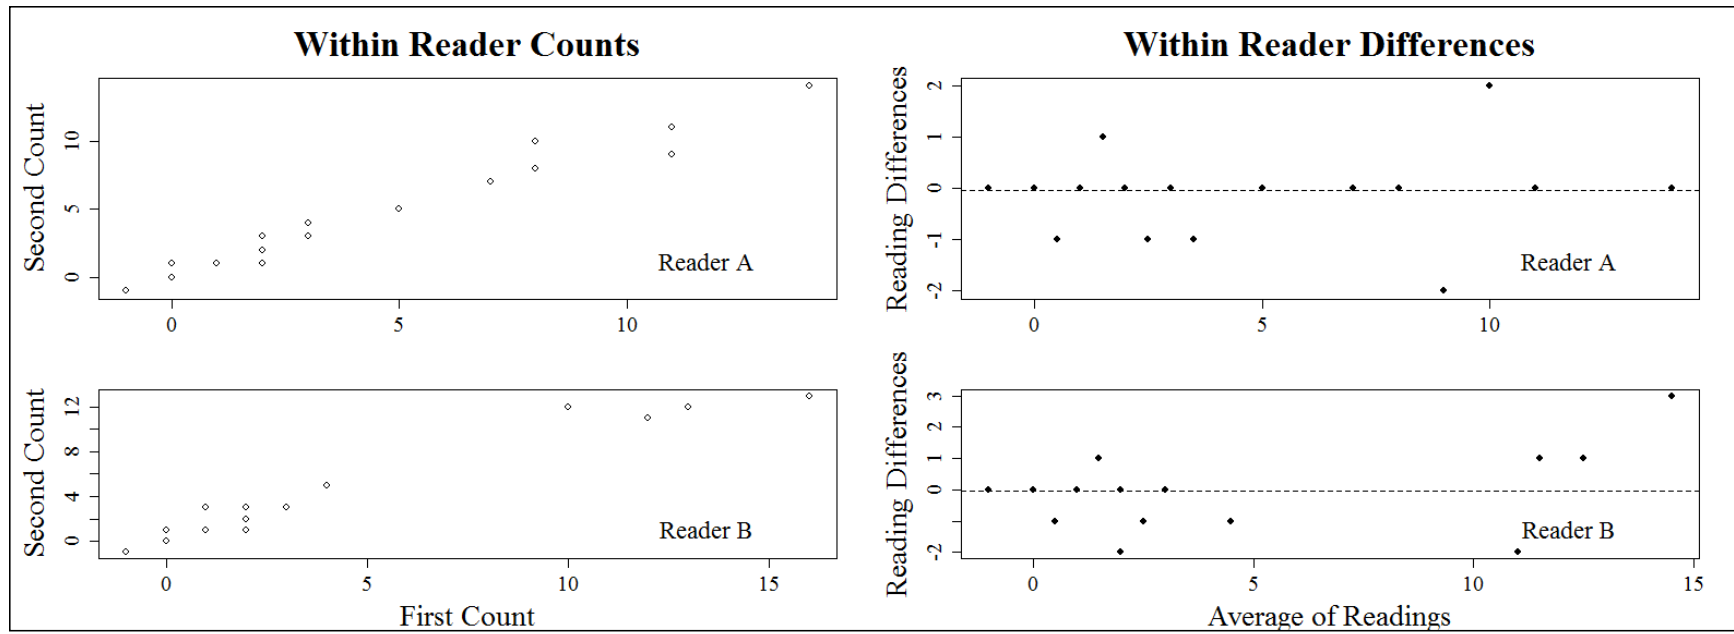 Within Reader Counts
Second Count
10
5
0
Reader A
0 5 10
Second Count
12
8
4
0
Reader B
0 5 10 15
First Count
Within Reader Differences
Reading Differences
2
1
0
-1
-2
Reader A
0 5 10
Reading Differences
3
2
1
0
-2
Reader B
0 5 10 15
Average of Readings